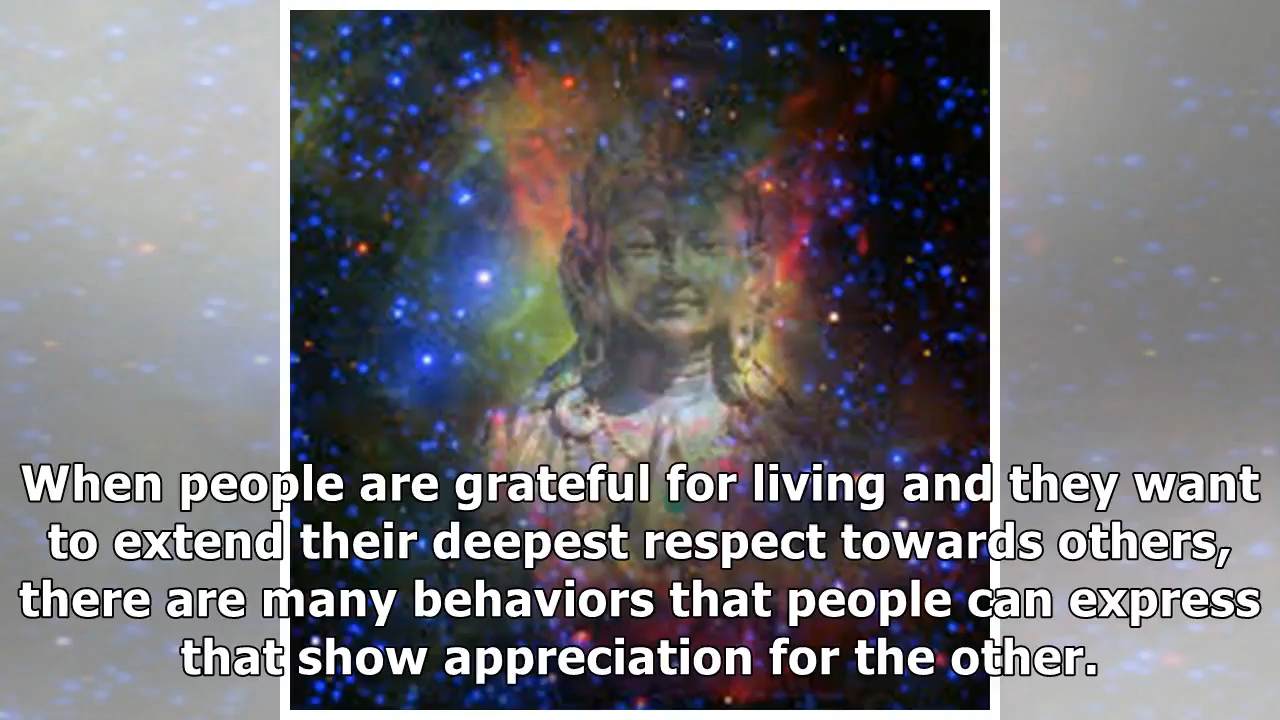 When people are grateful for living and they want
to extend their deepest respect towards others,
there are many behaviors that people can express
that show appreciation for the other.